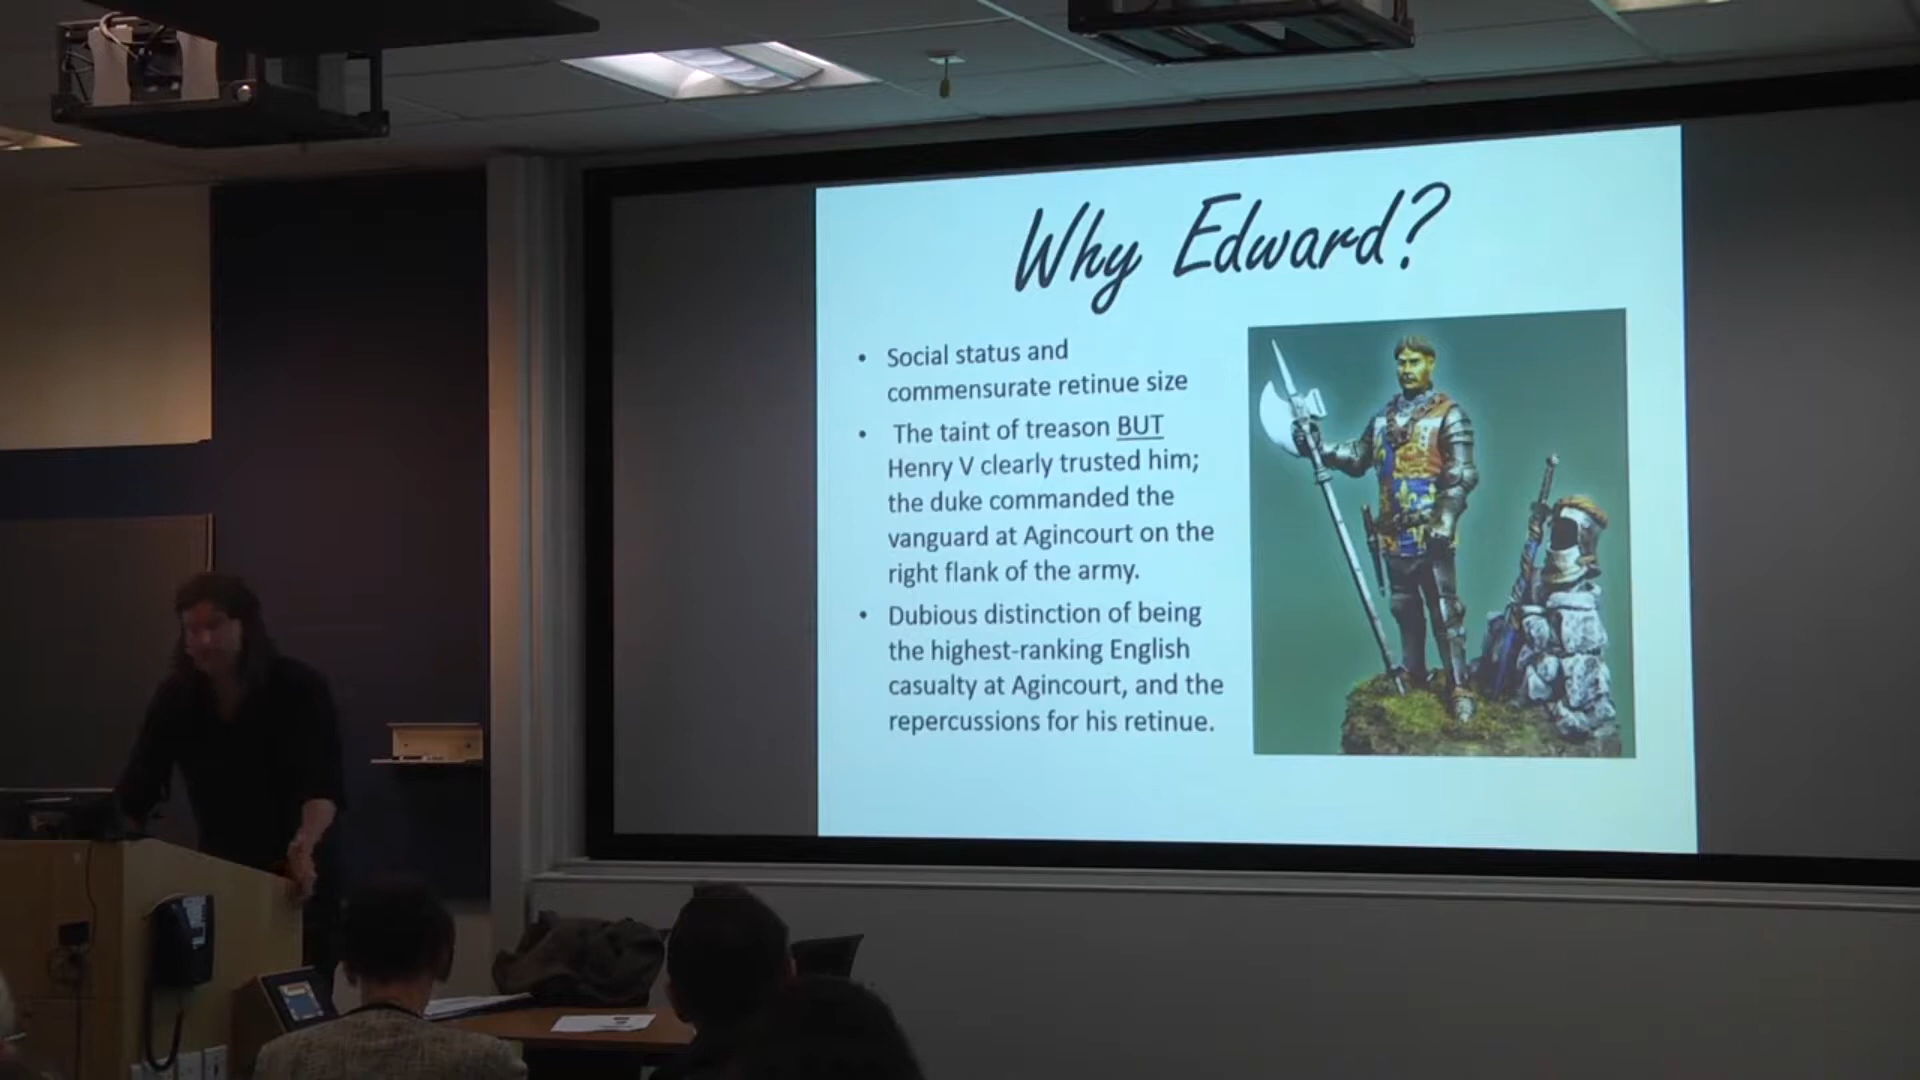 Why Edward?
• Social status and
commensurate retinue size
• The taint of treason BUT
Henry V clearly trusted him;
the duke commanded the
vanguard at Agincourt on the
right flank of the army.
• Dubious distinction of being
the highest-ranking English
casualty at Agincourt, and the
repercussions for his retinue.